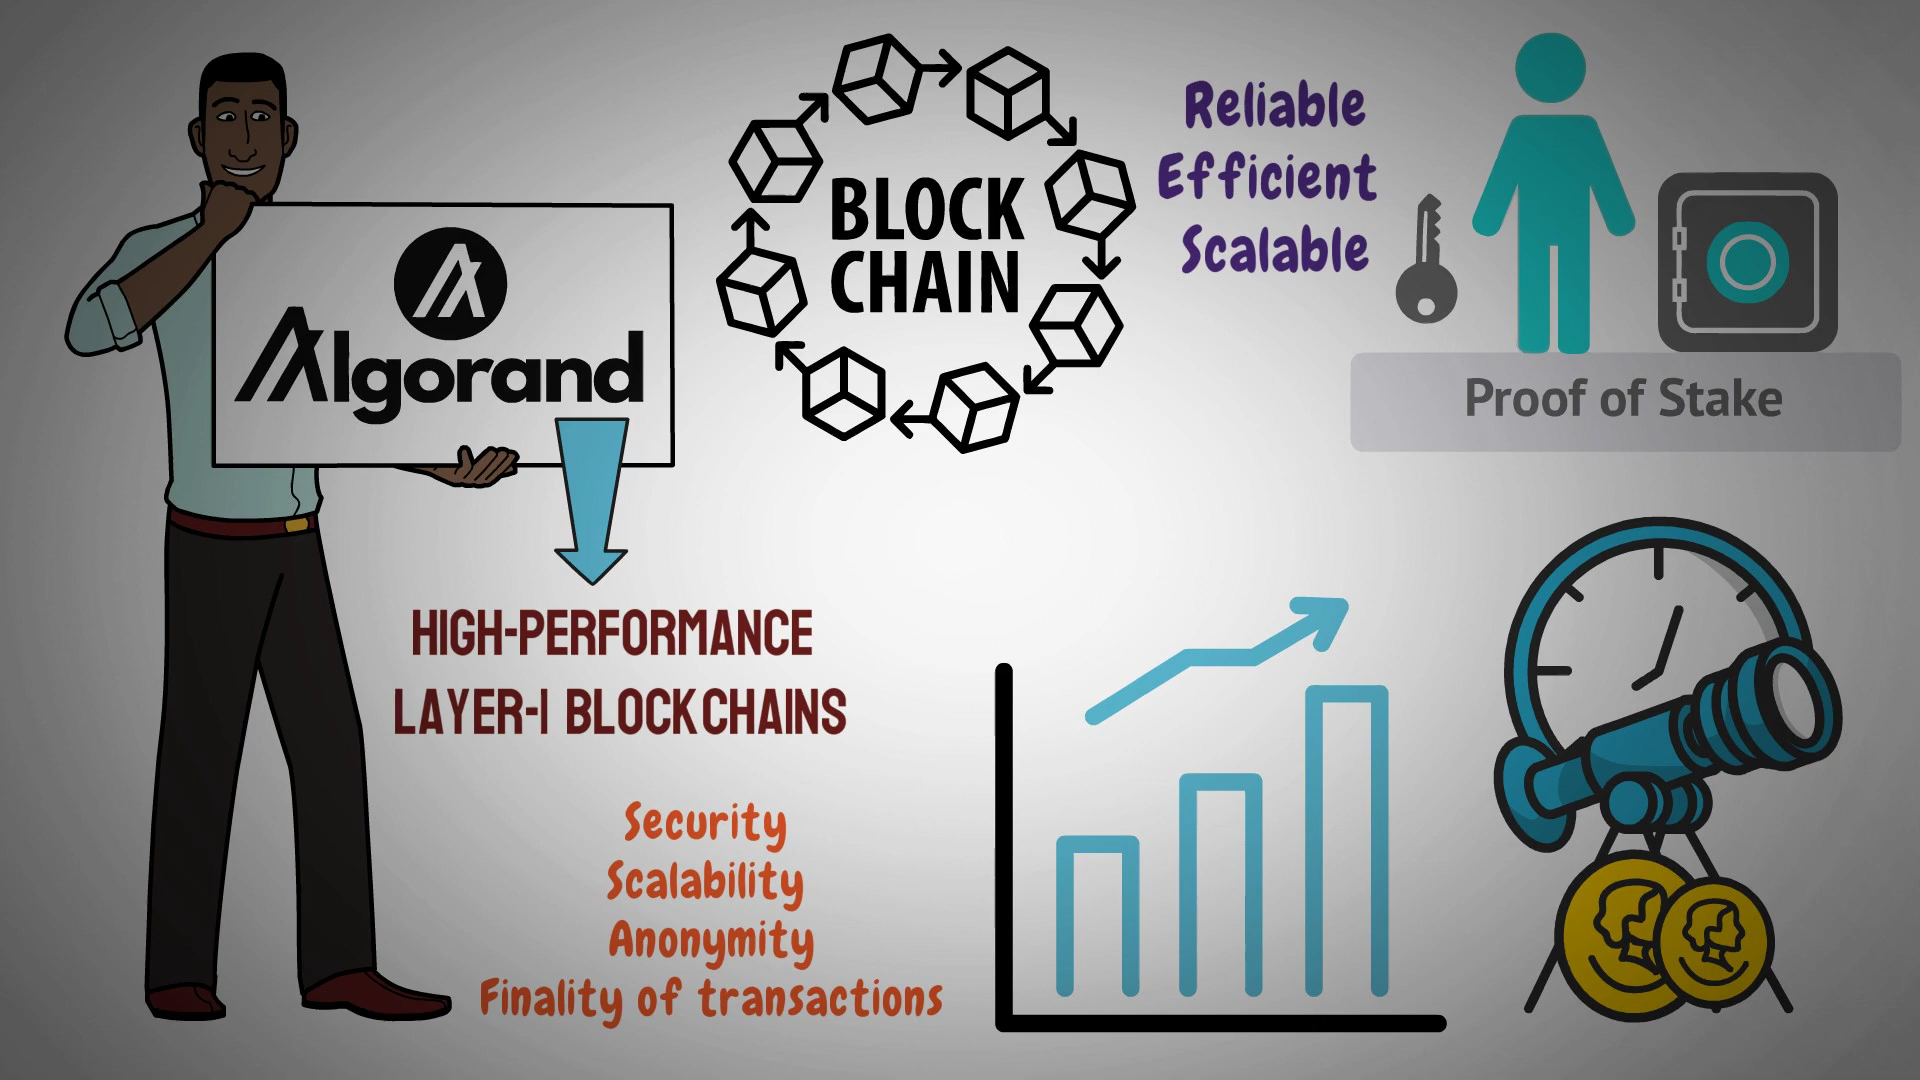 Algorand
BLOCK
CHAIN
Reliable
Efficient
Scalable
Proof of Stake
HIGH-PERFORMANCE
LAYER-1 BLOCKCHAINS
Security
Scalability
Anonymity
Finality of transactions